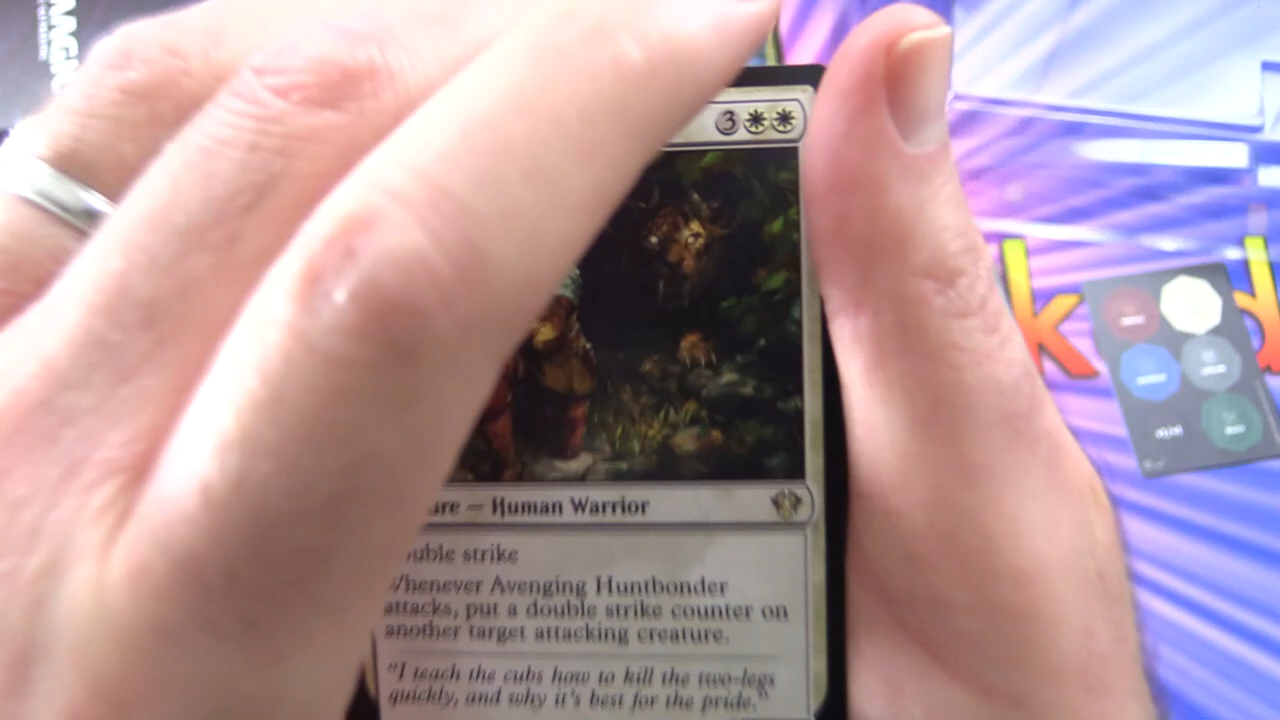 3
ure — Human Warrior
ouble strike
Whenever Avenging Huntbonder
attacks, put a double strike counter on
another target attacking creature.
"I teach the cubs how to kill the two-legs
quickly, and why it's best for the pride."
k d